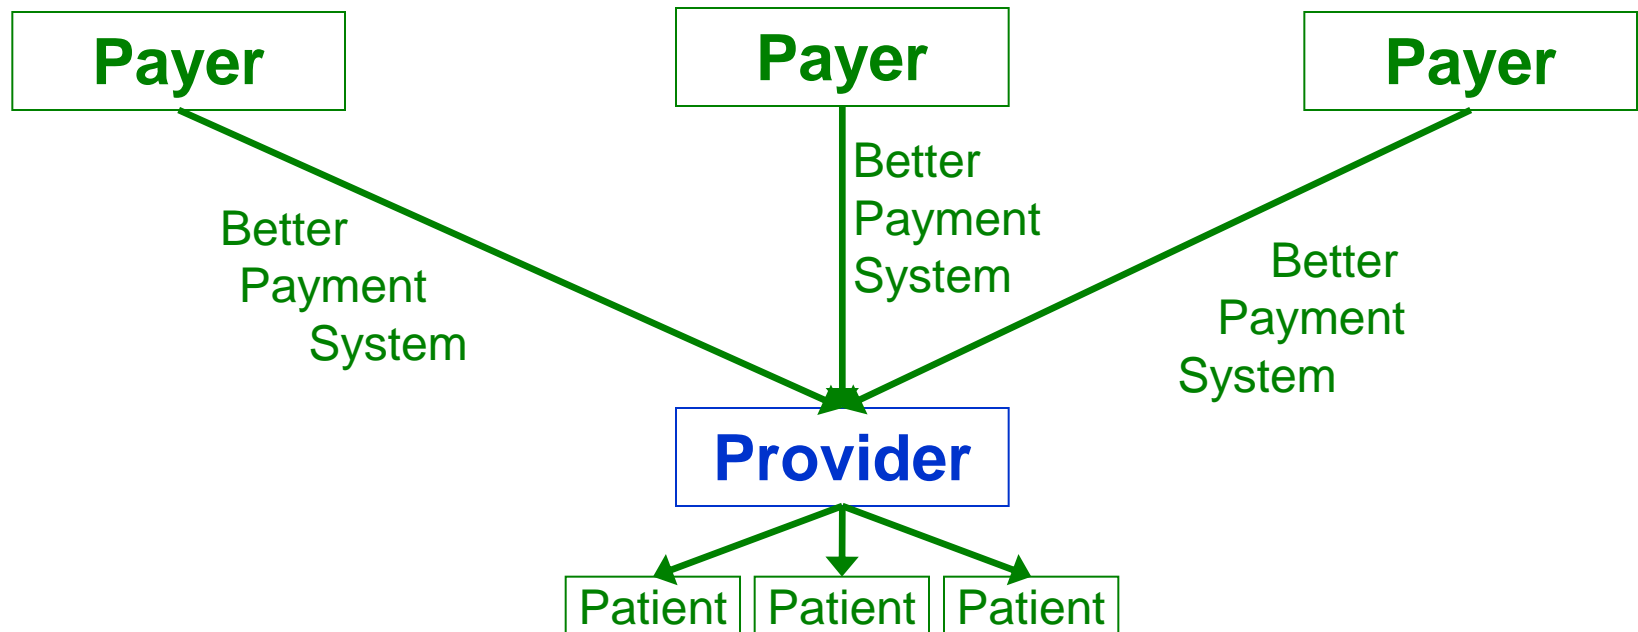 Payer
Payer
Payer
Better
Payment
System
Better
Payment
System
Better
Payment
System
Provider
Patient
Patient
Patient